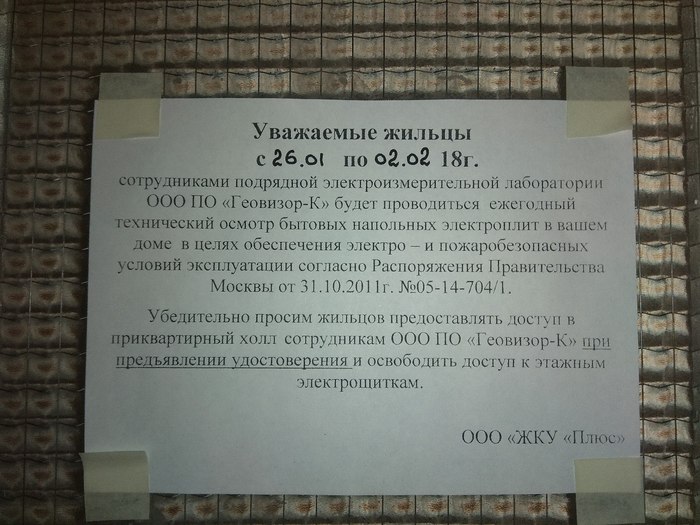 Уважаемые жильцы
с 26.01 по 02.02 18г.
сотрудниками подрядной электроизмерительной лаборатории
ООО ПО «Геовизор-К» будет проводиться ежегодный
технический осмотр бытовых напольных электроплит в вашем
доме в целях обеспечения электро – и пожаробезопасных
условий эксплуатации согласно Распоряжения Правительства
Москвы от 31.10.2011г. №05-14-704/1.
Убедительно просим жильцов предоставлять доступ в
приквартирный холл сотрудникам ООО ПО «Геовизор-К» при
предъявлении удостоверения и освободить доступ к этажным
электрощиткам.
ООО «ЖКУ «Плюс»